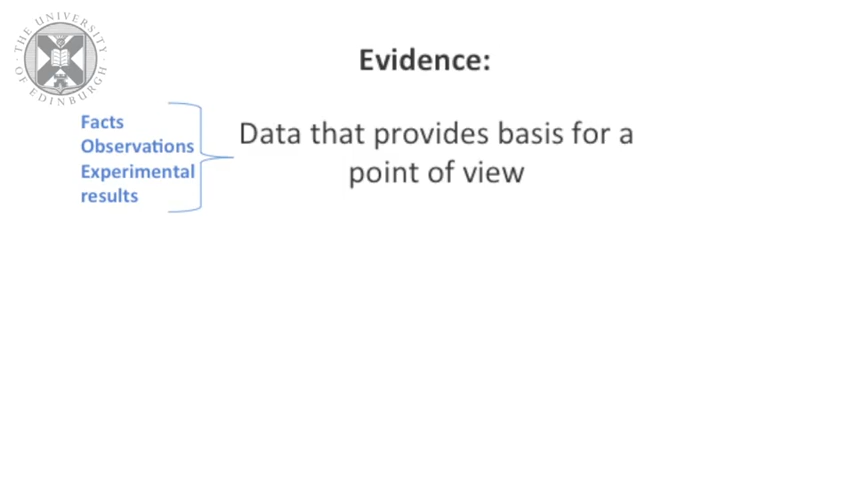 THE UNIVERSITY
OF EDINBURGH
Evidence:
Facts
Observations
Experimental
results
Data that provides basis for a
point of view